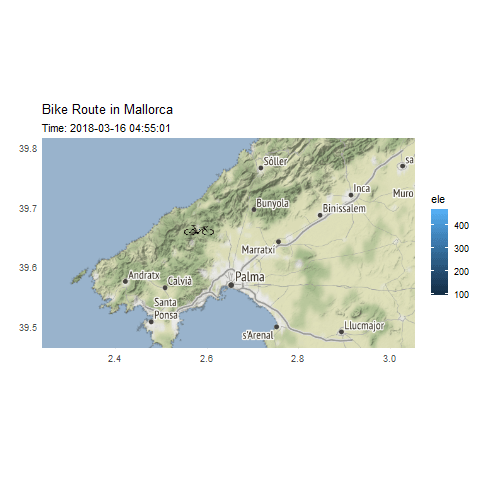 Bike Route in Mallorca
Time: 2018-03-16 04:55:01
39.8
39.7
39.6
39.5
Sóller
sa
Inca
Muro
Bunyola
Binissalem
Marratxí
Andratx
Calvià
Palma
Santa
Ponsa
s'Arenal
Llucmajor
2.4
2.6
2.8
3.0
ele
400
300
200
100